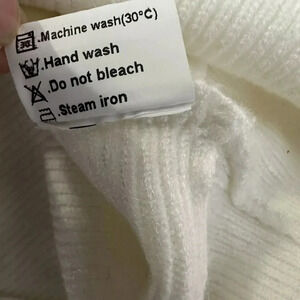 .Machine wash(30°C)
.Hand wash
.Do not bleach
.Steam iron